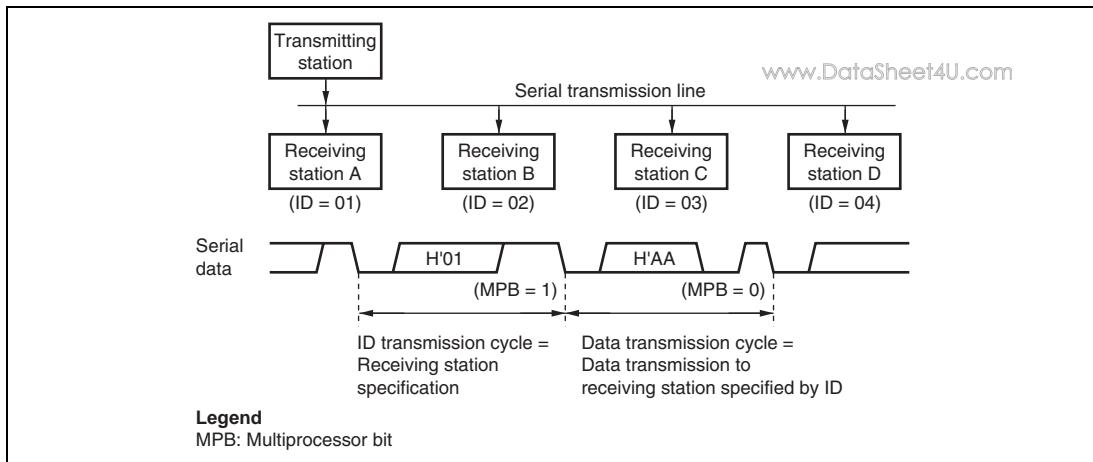 Transmitting
station
www.DataSheet4U.com
Serial transmission line
Receiving
station A
Receiving
station B
Receiving
station C
Receiving
station D
(ID = 01)
(ID = 02)
(ID = 03)
(ID = 04)
Serial
data
H'01
H'AA
(MPB = 1)
(MPB = 0)
ID transmission cycle =
Receiving station
specification
Data transmission cycle =
Data transmission to
receiving station specified by ID
Legend
MPB: Multiprocessor bit